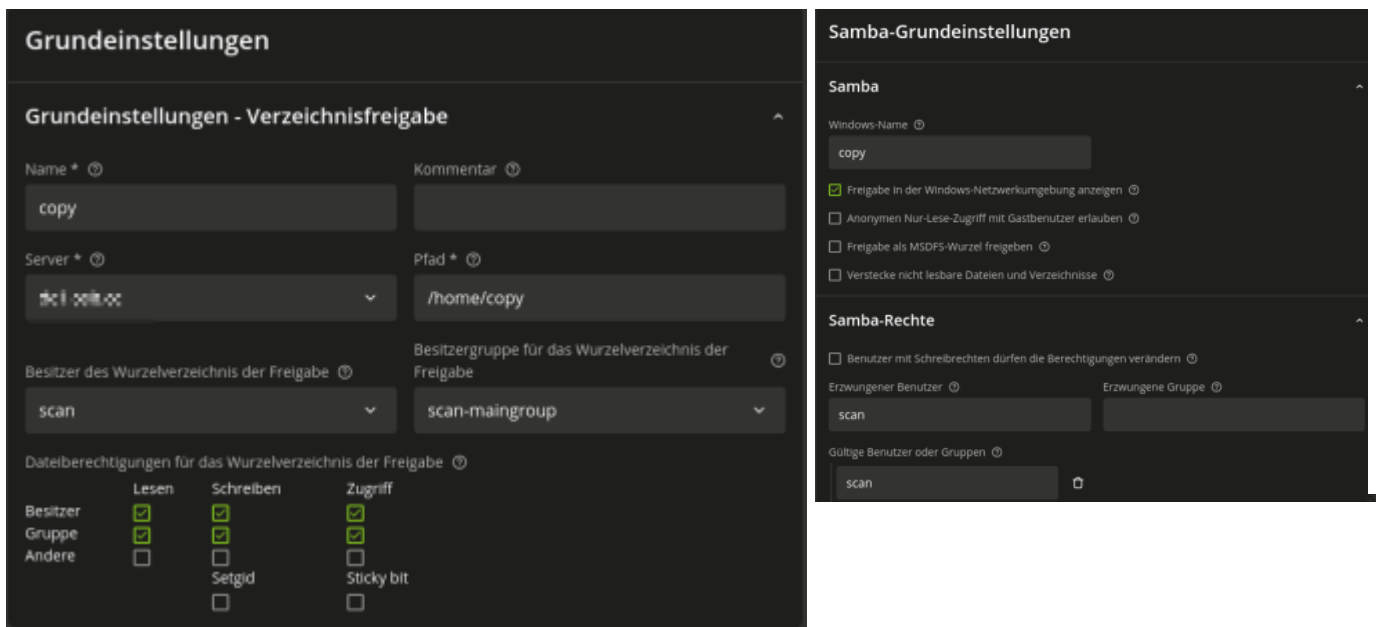 Grundeinstellungen
Grundeinstellungen - Verzeichnisfreigabe
Name *
Kommentar
copy
Server *
Pfad *
/home/copy
Besitzer des Wurzelverzeichnis der Freigabe
Besitzergruppe für das Wurzelverzeichnis der
Freigabe
scan
scan-maingroup
Dateiberechtigungen für das Wurzelverzeichnis der Freigabe
Lesen Schreiben Zugriff
Besitzer
Gruppe
Andere
Setgid Sticky bit
Samba-Grundeinstellungen
Samba
Windows-Name
copy
Freigabe in der Windows-Netzwerkumgebung anzeigen
Anonymen Nur-Lese-Zugriff mit Gastbenutzer erlauben
Freigabe als MSDFS-Wurzel freigeben
Verstecke nicht lesbare Dateien und Verzeichnisse
Samba-Rechte
Benutzer mit Schreibrechten dürfen die Berechtigungen verändern
Erzwungener Benutzer
Erzwungene Gruppe
scan
Gültige Benutzer oder Gruppen
scan